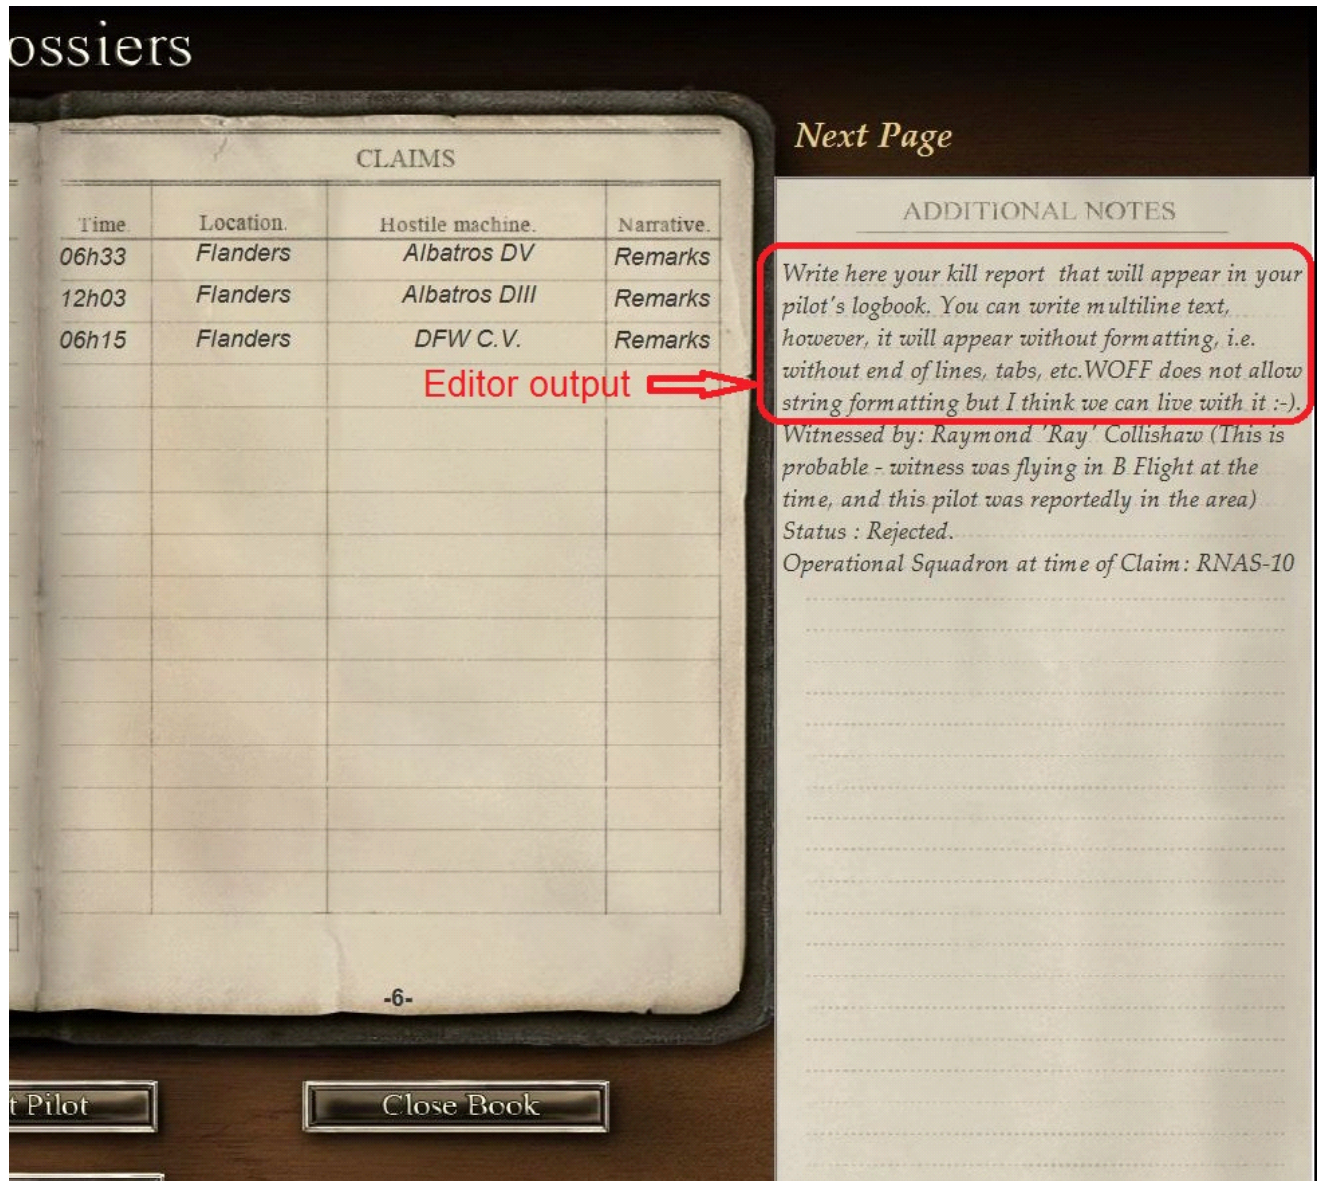 ossiers
CLAIMS
Time. Location. Hostile machine. Narrative.
06h33 Flanders Albatros DV Remarks
12h03 Flanders Albatros DIII Remarks
06h15 Flanders DFW C.V. Remarks
Editor output
-6-
t Pilot
Close Book
Next Page
ADDITIONAL NOTES
Write here your kill report  that will appear in your
pilot's logbook. You can write multiline text,
however, it will appear without formatting, i.e.
without end of lines, tabs, etc.WOFF does not allow
string formatting but I think we can live with it :-).
Witnessed by: Raymond 'Ray' Collishaw (This is
probable - witness was flying in B Flight at the
time, and this pilot was reportedly in the area)
Status : Rejected.
Operational Squadron at time of Claim: RNAS-10